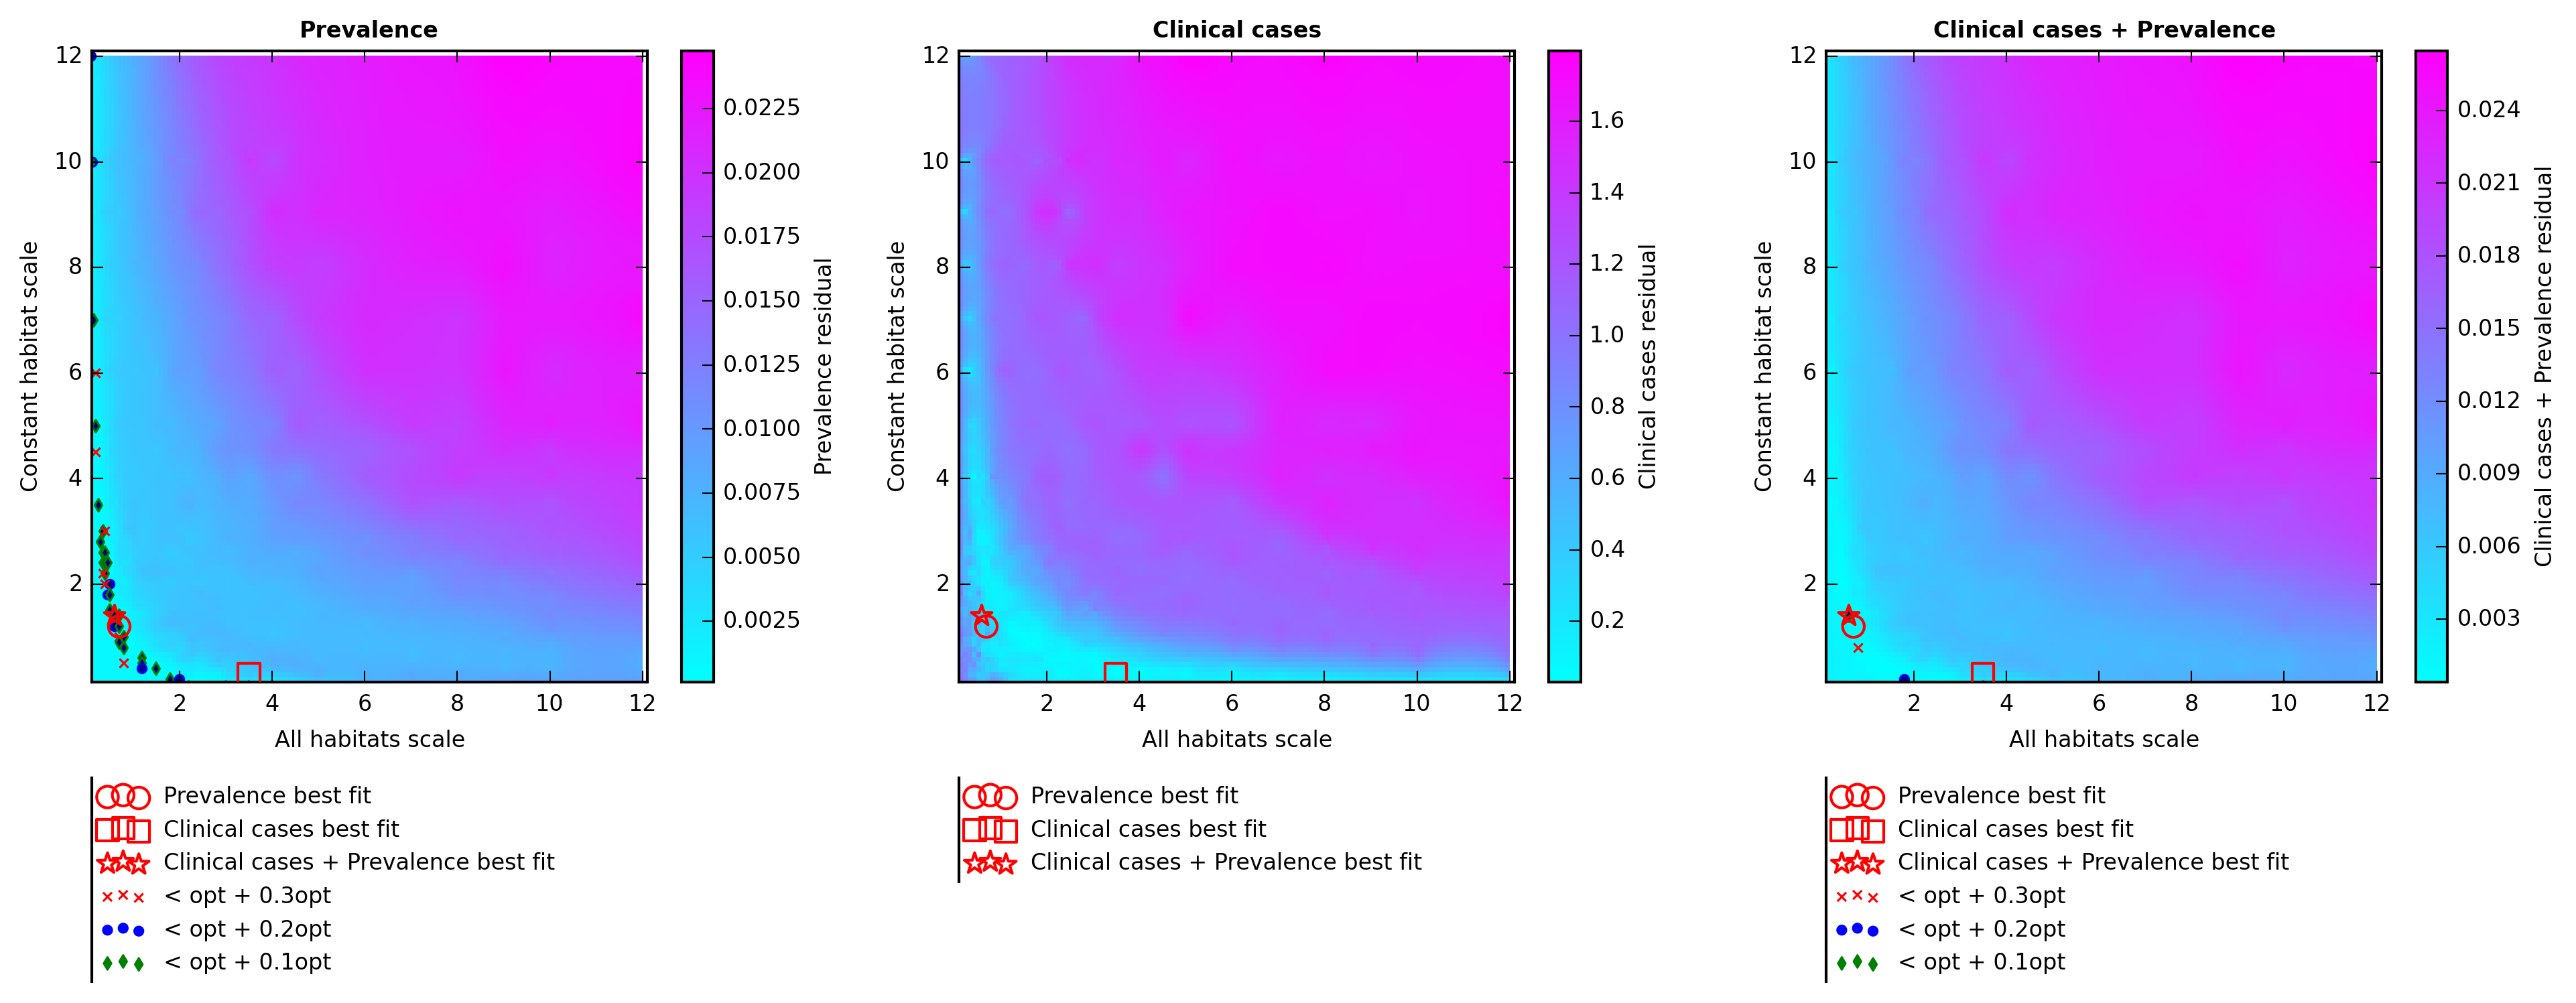 Prevalence
12
10
8
6
4
2
Constant habitat scale
2 4 6 8 10 12
All habitats scale
0.0225
0.0200
0.0175
0.0150
0.0125
0.0100
0.0075
0.0050
0.0025
Prevalence residual
Prevalence best fit
Clinical cases best fit
Clinical cases + Prevalence best fit
< opt + 0.3opt
< opt + 0.2opt
< opt + 0.1opt
Clinical cases
12
10
8
6
4
2
Constant habitat scale
2 4 6 8 10 12
All habitats scale
1.6
1.4
1.2
1.0
0.8
0.6
0.4
0.2
Clinical cases residual
Prevalence best fit
Clinical cases best fit
Clinical cases + Prevalence best fit
Clinical cases + Prevalence
12
10
8
6
4
2
Constant habitat scale
2 4 6 8 10 12
All habitats scale
0.024
0.021
0.018
0.015
0.012
0.009
0.006
0.003
Clinical cases + Prevalence residual
Prevalence best fit
Clinical cases best fit
Clinical cases + Prevalence best fit
< opt + 0.3opt
< opt + 0.2opt
< opt + 0.1opt